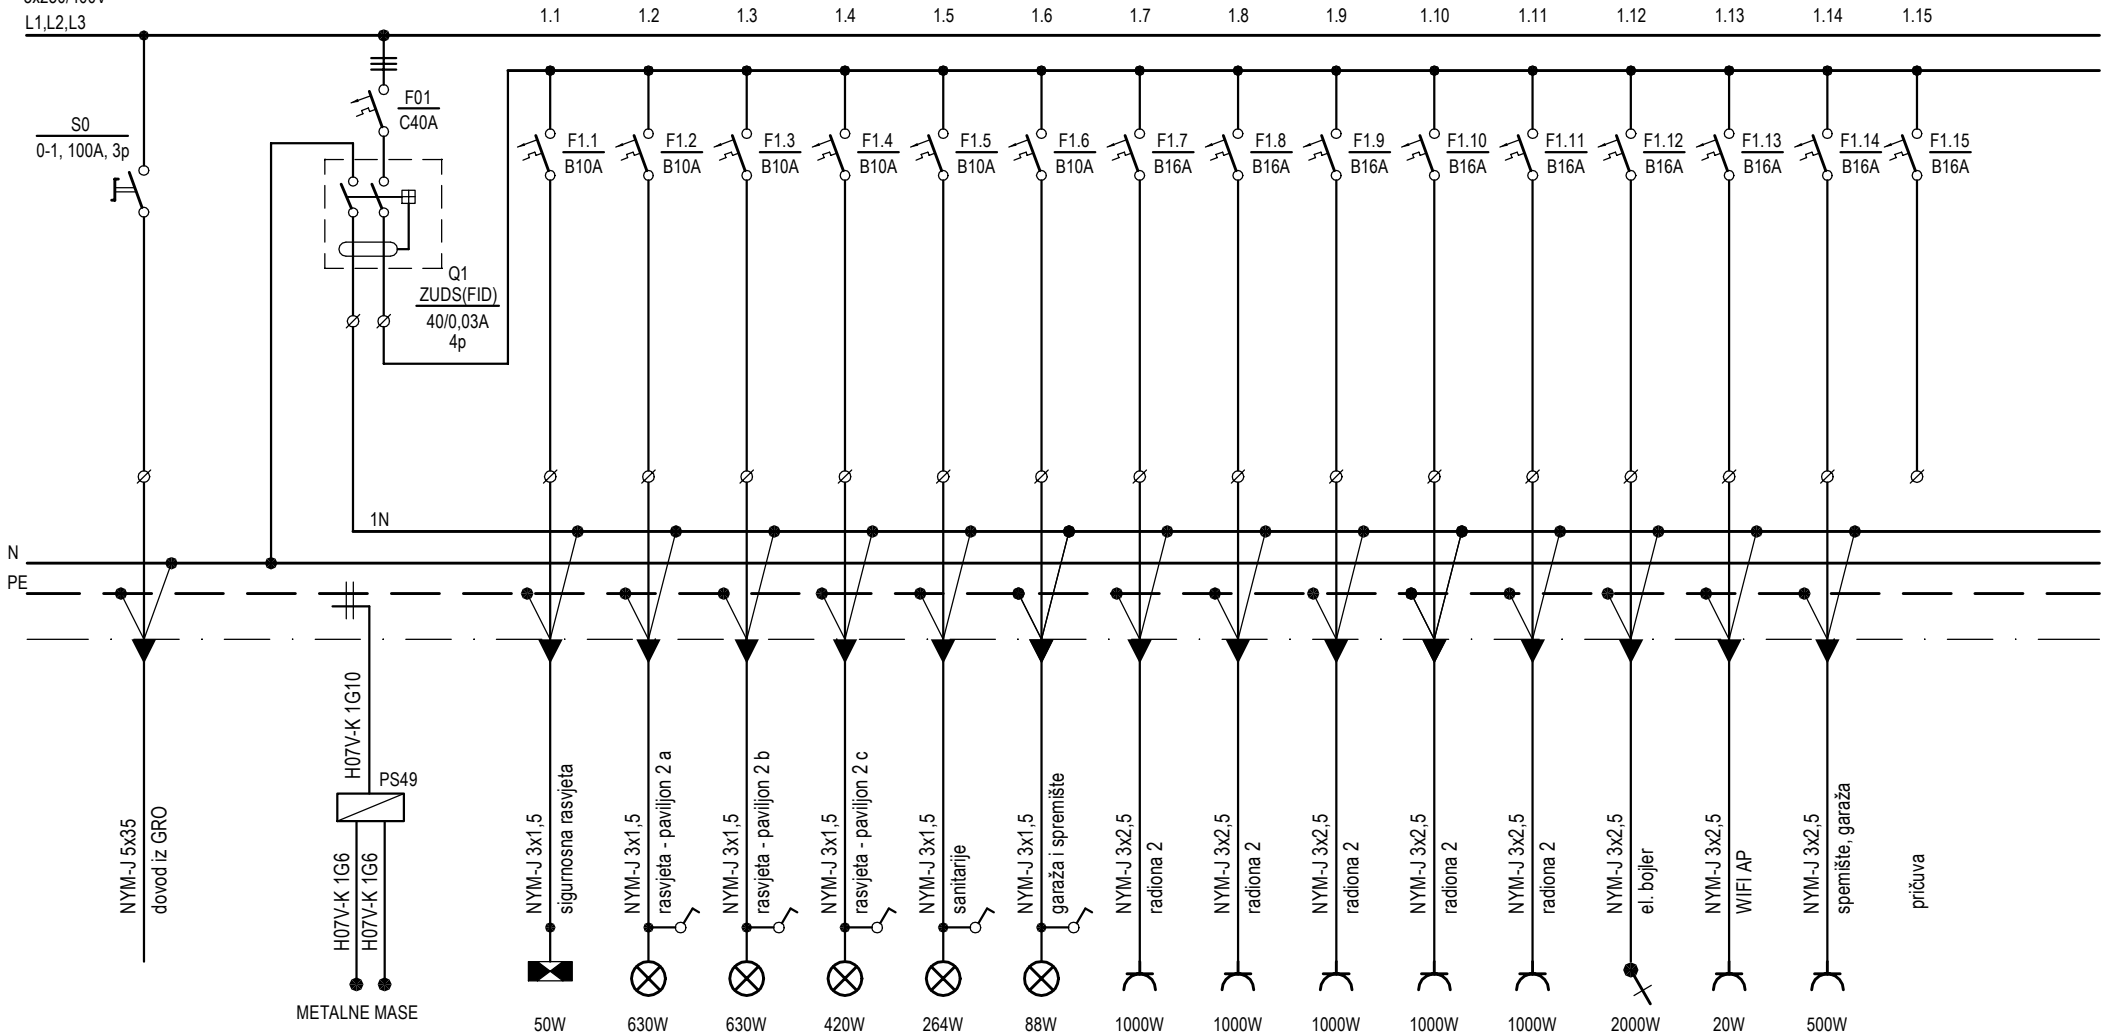 L1,L2,L3
1.1
1.2
1.3
1.4
1.5
1.6
1.7
1.8
1.9
1.10
1.11
1.12
1.13
1.14
1.15
S0
0-1, 100A, 3p
F01
C40A
Q1
ZUDS(FID)
40/0,03A
4p
F1.1
B10A
F1.2
B10A
F1.3
B10A
F1.4
B10A
F1.5
B10A
F1.6
B10A
F1.7
B16A
F1.8
B16A
F1.9
B16A
F1.10
B16A
F1.11
B16A
F1.12
B16A
F1.13
B16A
F1.14
B16A
F1.15
B16A
1N
N
PE
NYM-J 5x35
dovod iz GRO
H07V-K 1G10
PS49
H07V-K 1G6
H07V-K 1G6
METALNE MASE
NYM-J 3x1,5
sigurnosna rasvjeta
50W
NYM-J 3x1,5
rasvjeta - paviljon 2 a
630W
NYM-J 3x1,5
rasvjeta - paviljon 2 b
630W
NYM-J 3x1,5
rasvjeta - paviljon 2 c
420W
NYM-J 3x1,5
sanitarije
264W
NYM-J 3x1,5
garaža i spremište
88W
NYM-J 3x2,5
radiona 2
1000W
NYM-J 3x2,5
radiona 2
1000W
NYM-J 3x2,5
radiona 2
1000W
NYM-J 3x2,5
radiona 2
1000W
NYM-J 3x2,5
radiona 2
1000W
NYM-J 3x2,5
el. bojler
2000W
NYM-J 3x2,5
WIFI AP
20W
NYM-J 3x2,5
spemište, garaža
500W
pričuva